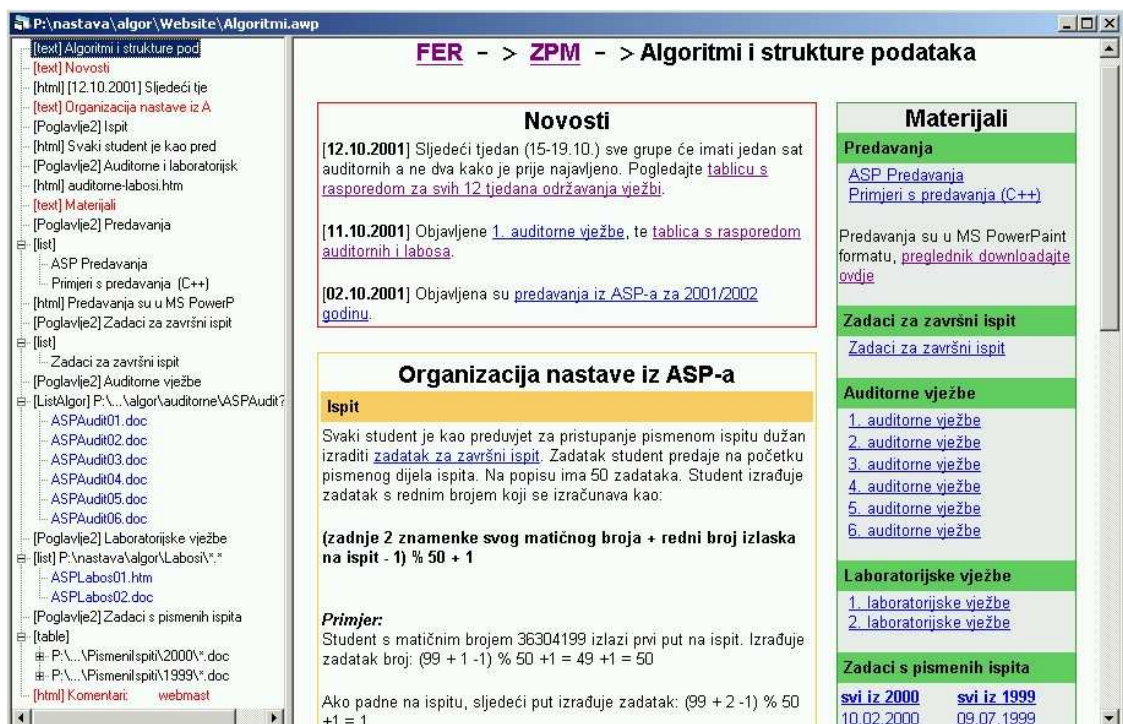 P:\nastava\algor\Website\Algoritmi.awp
[text] Algoritmi i strukture pod
[text] Novosti
[html] [12.10.2001] Sljedeći tje
[text] Organizacija nastave iz A
[Poglavlje2] Ispit
[html] Svaki student je kao pred
[Poglavlje2] Auditorne i laboratorijsk
[html] auditorne-labosi.htm
[text] Materijali
[Poglavlje2] Predavanja
[list]
ASP Predavanja
Primjeri s predavanja (C++)
[html] Predavanja su u MS PowerP
[Poglavlje2] Zadaci za završni ispit
[list]
Zadaci za završni ispit
[Poglavlje2] Auditorne vježbe
[ListAlgor] P:\...\algor\auditorne\ASPAudit?
ASPAudit01.doc
ASPAudit02.doc
ASPAudit03.doc
ASPAudit04.doc
ASPAudit05.doc
ASPAudit06.doc
[Poglavlje2] Laboratorijske vježbe
[list] P:\nastava\algor\Labosi\*.*
ASPLabos01.htm
ASPLabos02.doc
[Poglavlje2] Zadaci s pismenih ispita
[table]
P:\...\PismeniIspiti\2000\*.doc
P:\...\PismeniIspiti\1999\*.doc
[html] Komentari: webmast
FER - > ZPM - > Algoritmi i strukture podataka
Novosti
[12.10.2001] Sljedeći tjedan (15-19.10.) sve grupe će imati jedan sat
auditornih a ne dva kako je prije najavljeno. Pogledajte tablicu s
rasporedom za svih 12 tjedana održavanja vježbi.
[11.10.2001] Objavljene 1. auditorne vježbe, te tablica s rasporedom
auditornih i labosa.
[02.10.2001] Objavljena su predavanja iz ASP-a za 2001/2002
godinu.
Organizacija nastave iz ASP-a
Ispit
Svaki student je kao preduvjet za pristupanje pismenom ispitu dužan
izraditi zadatak za završni ispit. Zadatak student predaje na početku
pismenog dijela ispita. Na popisu ima 50 zadataka. Student izrađuje
zadatak s rednim brojem koji se izračunava kao:
(zadnje 2 znamenke svog matičnog broja + redni broj izlaska
na ispit - 1) % 50 + 1
Primjer:
Student s matičnim brojem 36304199 izlazi prvi put na ispit. Izrađuje
zadatak broj: (99 + 1 -1) % 50 +1 = 49 +1 = 50
Ako padne na ispitu, sljedeći put izrađuje zadatak: (99 + 2 -1) % 50
+1 = 1
Materijali
Predavanja
ASP Predavanja
Primjeri s predavanja (C++)
Predavanja su u MS PowerPaint
formatu, preglednik downloadajte
ovdje
Zadaci za završni ispit
Zadaci za završni ispit
Auditorne vježbe
1. auditorne vježbe
2. auditorne vježbe
3. auditorne vježbe
4. auditorne vježbe
5. auditorne vježbe
6. auditorne vježbe
Laboratorijske vježbe
1. laboratorijske vježbe
2. laboratorijske vježbe
Zadaci s pismenih ispita
svi iz 2000 svi iz 1999
10.02.2000 09.07.1999